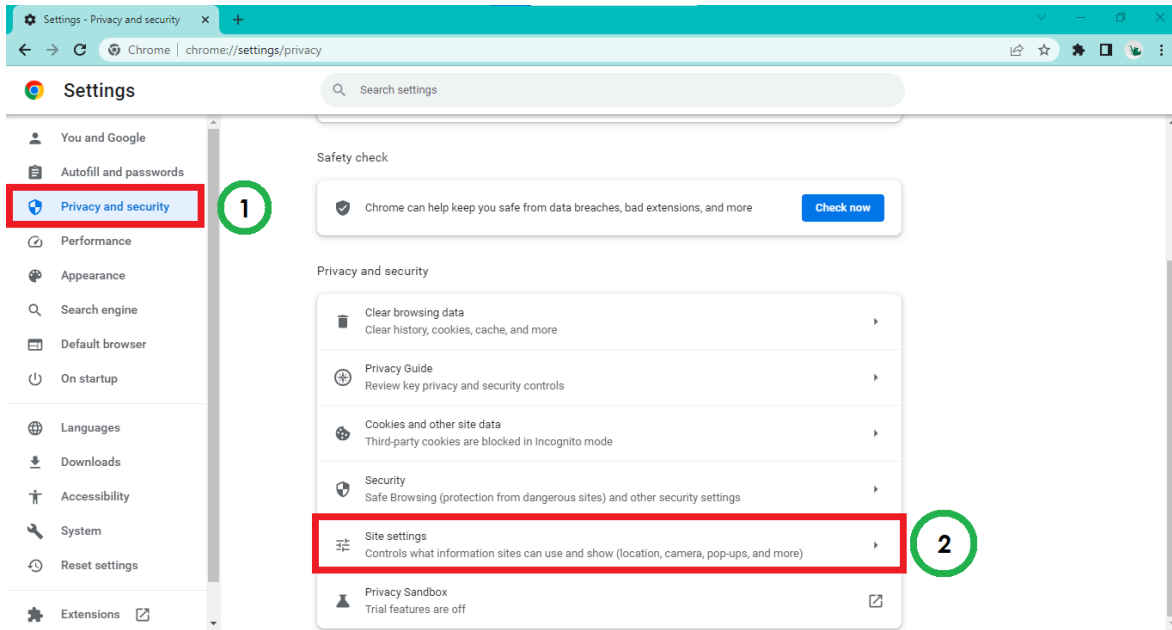 Settings - Privacy and security
Chrome | chrome://settings/privacy
Settings
Search settings
You and Google
Autofill and passwords
Privacy and security
1
Performance
Appearance
Search engine
Default browser
On startup
Languages
Downloads
Accessibility
System
Reset settings
Extensions
Safety check
Chrome can help keep you safe from data breaches, bad extensions, and more
Check now
Privacy and security
Clear browsing data
Clear history, cookies, cache, and more
Privacy Guide
Review key privacy and security controls
Cookies and other site data
Third-party cookies are blocked in Incognito mode
Security
Safe Browsing (protection from dangerous sites) and other security settings
Site settings
Controls what information sites can use and show (location, camera, pop-ups, and more)
2
Privacy Sandbox
Trial features are off